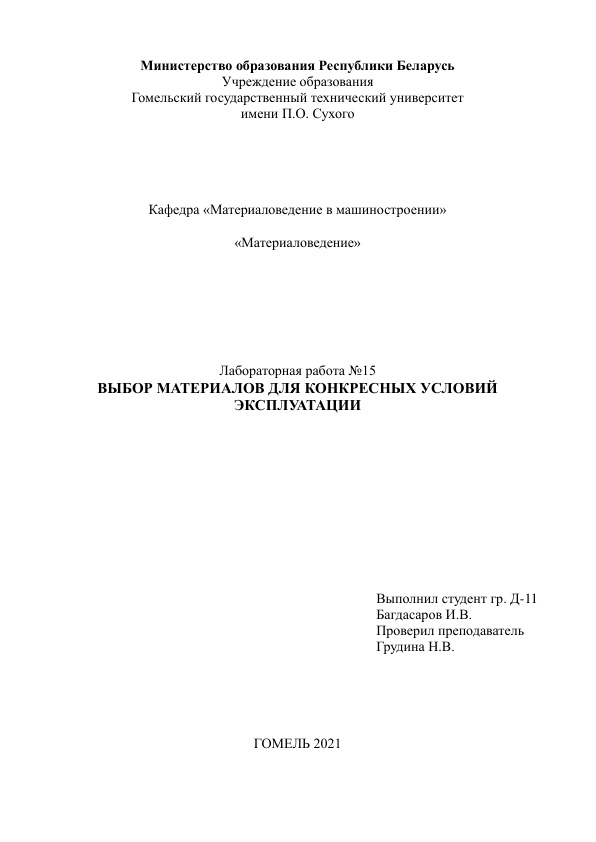 Министерство образования Республики Беларусь
Учреждение образования
Гомельский государственный технический университет
имени П.О. Сухого
Кафедра «Материаловедение в машиностроении»
«Материаловедение»
Лабораторная работа №15
ВЫБОР МАТЕРИАЛОВ ДЛЯ КОНКРЕСНЫХ УСЛОВИЙ
ЭКСПЛУАТАЦИИ
Выполнил студент гр. Д-11
Багдасаров И.В.
Проверил преподаватель
Грудина Н.В.
ГОМЕЛЬ 2021